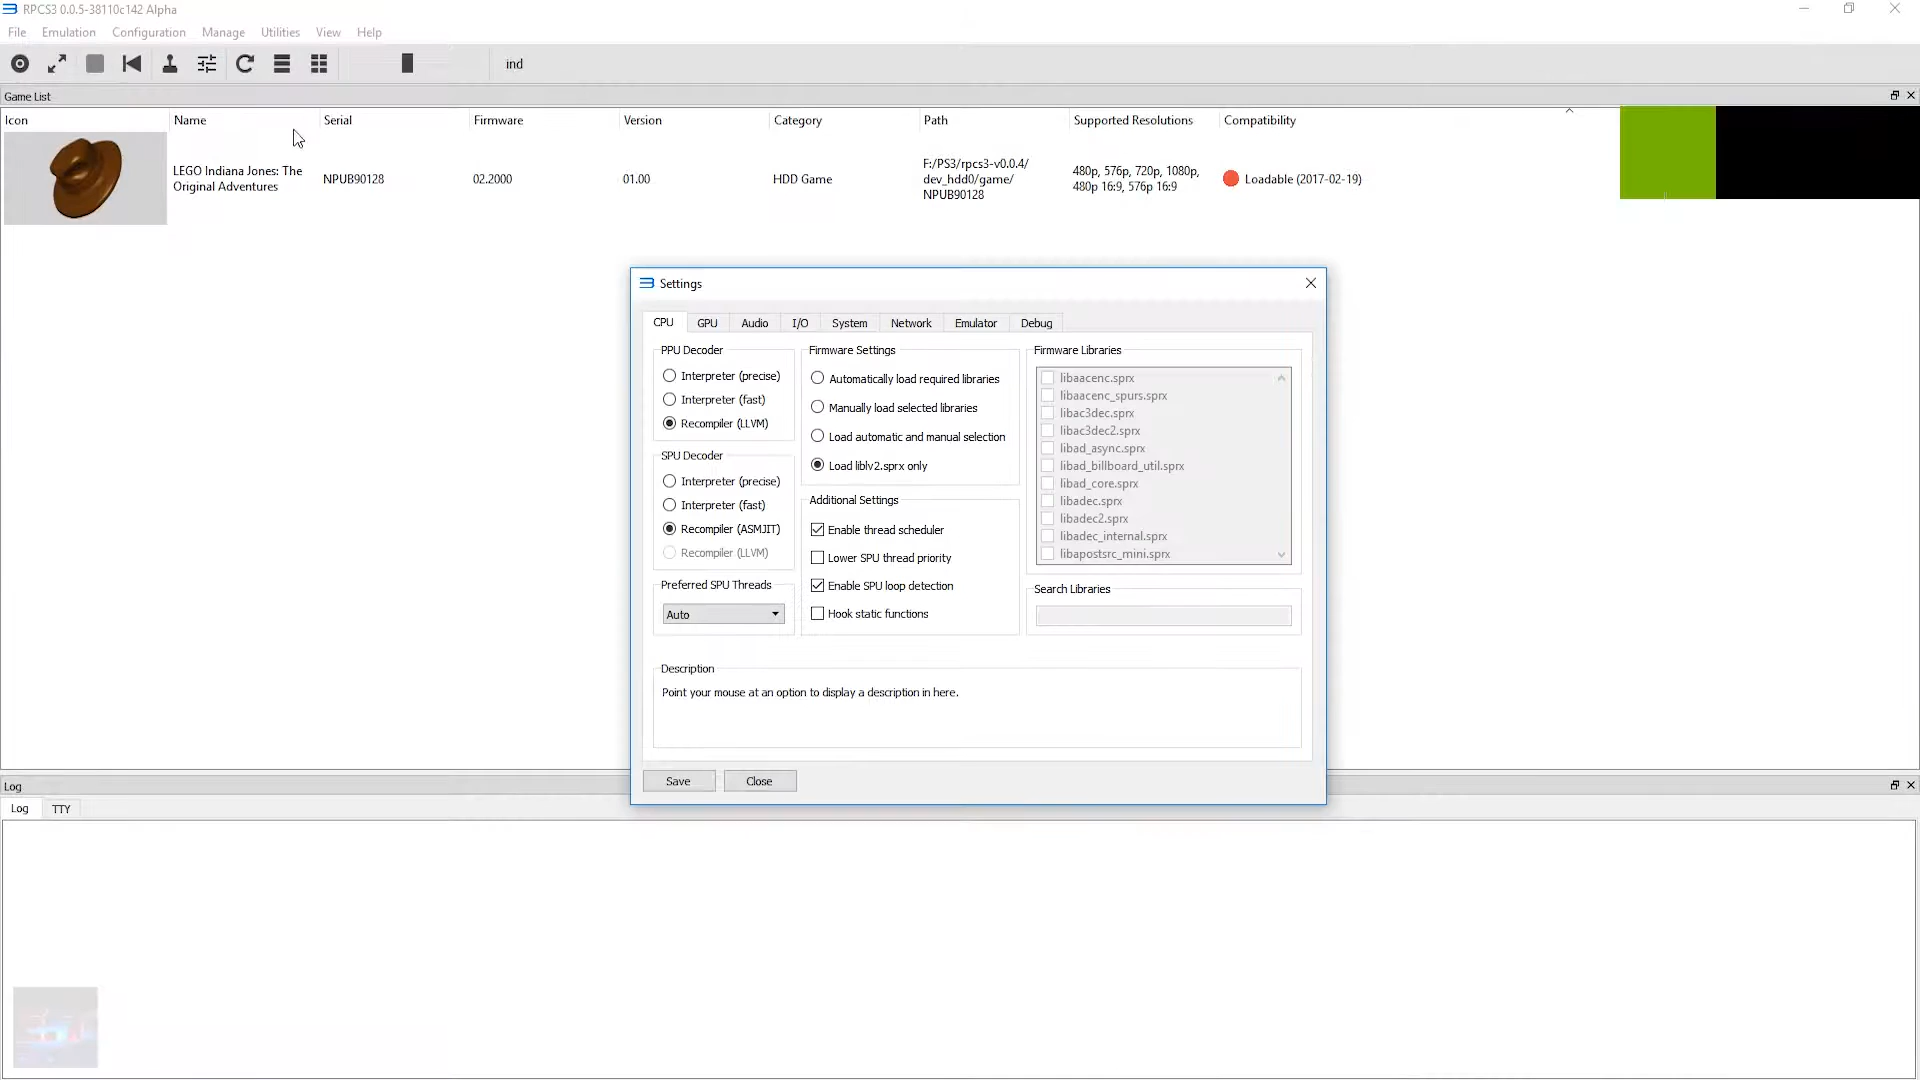 RPCS3 0.0.5-38110c142 Alpha
File Emulation Configuration Manage Utilities View Help
ind
Game List
Icon Name Serial Firmware Version Category Path Supported Resolutions Compatibility
LEGO Indiana Jones: The
Original Adventures
NPUB90128
02.2000
01.00
HDD Game
F:/PS3/rpcs3-v0.0.4/
dev_hdd0/game/
NPUB90128
480p, 576p, 720p, 1080p,
480p 16:9, 576p 16:9
Loadable (2017-02-19)
Settings
CPU GPU Audio I/O System Network Emulator Debug
PPU Decoder
Interpreter (precise)
Interpreter (fast)
Recompiler (LLVM)
SPU Decoder
Interpreter (precise)
Interpreter (fast)
Recompiler (ASMJIT)
Recompiler (LLVM)
Preferred SPU Threads
Auto
Firmware Settings
Automatically load required libraries
Manually load selected libraries
Load automatic and manual selection
Load liblv2.sprx only
Additional Settings
Enable thread scheduler
Lower SPU thread priority
Enable SPU loop detection
Hook static functions
Firmware Libraries
libaacenc.sprx
libaacenc_spurs.sprx
libac3dec.sprx
libac3dec2.sprx
libad_async.sprx
libad_billboard_util.sprx
libad_core.sprx
libadec.sprx
libadec2.sprx
libadec_internal.sprx
libapostsrc_mini.sprx
Search Libraries
Description
Point your mouse at an option to display a description in here.
Save Close
Log
Log TTY